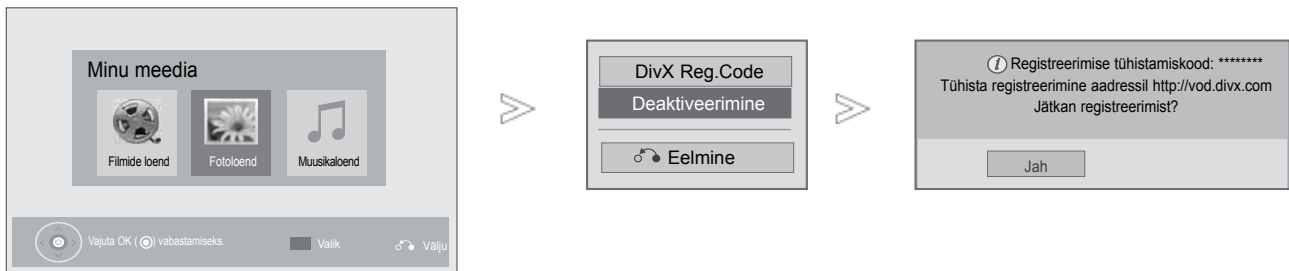 Minu meedia
Filmide loend
Fotoloend
Muusikaloend
Vajuta OK ( ) vabastamiseks.
Valik
Välju
DivX Reg.Code
Deaktiveerimine
Eelmine
Registreerimise tühistamiskood: ********
Tühista registreerimine aadressil http://vod.divx.com
Jätkan registreerimist?
Jah